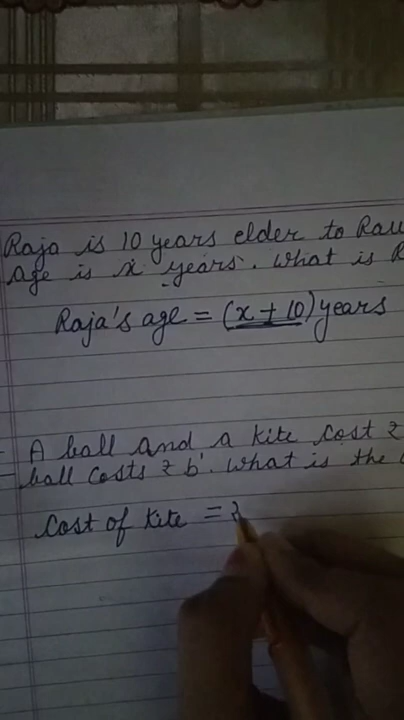 Raja is 10 years elder to
age is x years. What is
Raja's age = (x + 10) years
A ball and a kite cost ₹
ball costs ₹ b. What is the
Cost of kite = ₹